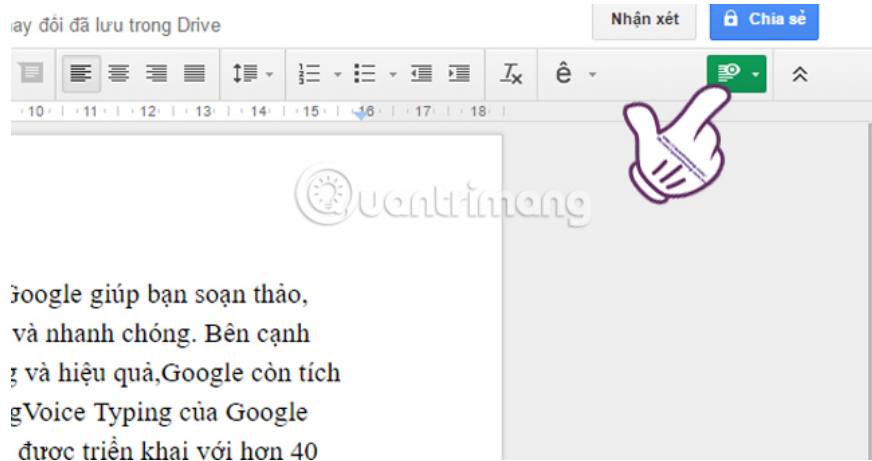 ay đổi đã lưu trong Drive
Nhận xét
Chia sẻ
ê
10 11 12 13 14 15 16 17 18
Quantrimang
Google giúp bạn soạn thảo,
và nhanh chóng. Bên cạnh
g và hiệu quả,Google còn tích
gVoice Typing của Google
được triển khai với hơn 40